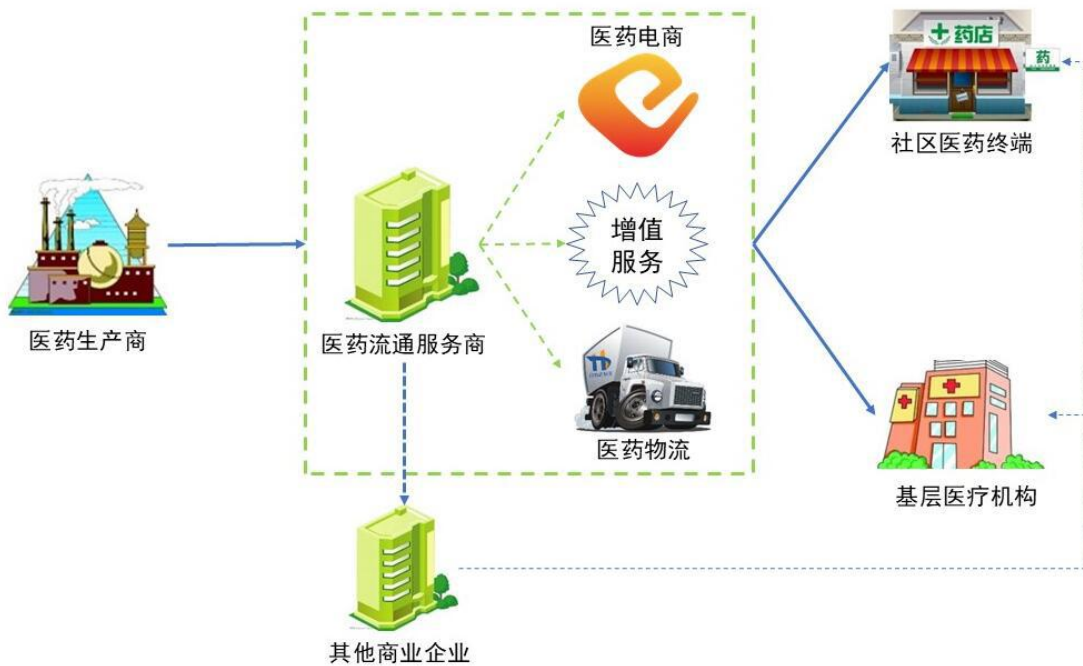 医药电商
药店
药
社区医药终端
增值
服务
医药生产商
医药流通服务商
医药物流
基层医疗机构
其他商业企业